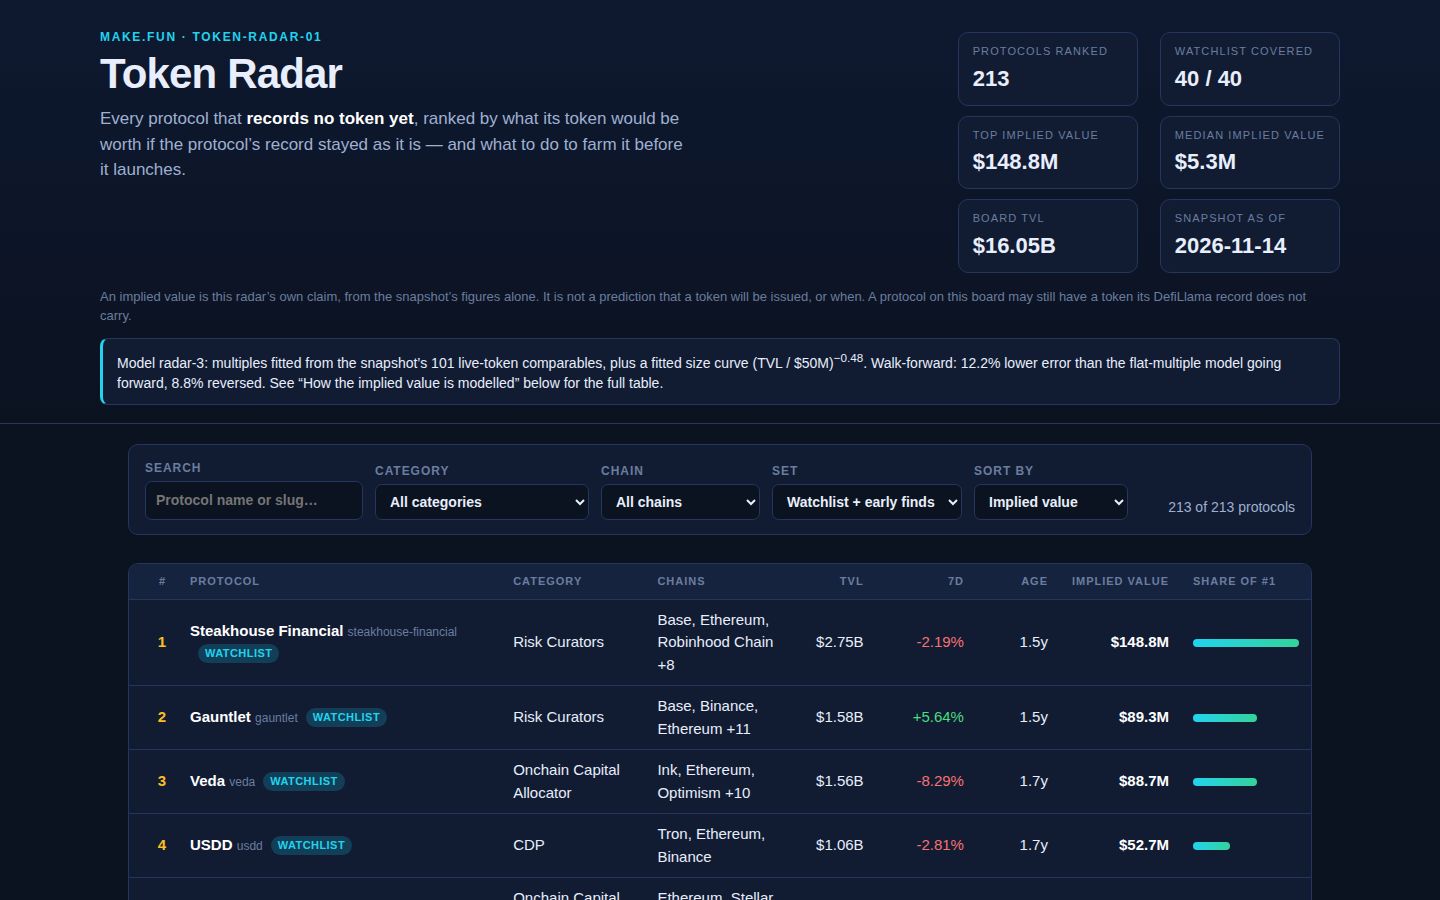 MAKE.FUN · TOKEN-RADAR-01
Token Radar
Every protocol that records no token yet, ranked by what its token would be
worth if the protocol’s record stayed as it is — and what to do to farm it before
it launches.
PROTOCOLS RANKED
213
WATCHLIST COVERED
40 / 40
TOP IMPLIED VALUE
$148.8M
MEDIAN IMPLIED VALUE
$5.3M
BOARD TVL
$16.05B
SNAPSHOT AS OF
2026-11-14
An implied value is this radar’s own claim, from the snapshot’s figures alone. It is not a prediction that a token will be issued, or when. A protocol on this board may still have a token its DefiLlama record does not
carry.
Model radar-3: multiples fitted from the snapshot’s 101 live-token comparables, plus a fitted size curve (TVL / $50M)−0.48. Walk-forward: 12.2% lower error than the flat-multiple model going
forward, 8.8% reversed. See “How the implied value is modelled” below for the full table.
SEARCH
Protocol name or slug…
CATEGORY
All categories
CHAIN
All chains
SET
Watchlist + early finds
SORT BY
Implied value
213 of 213 protocols
# PROTOCOL CATEGORY CHAINS TVL 7D AGE IMPLIED VALUE SHARE OF #1
1 Steakhouse Financial steakhouse-financial WATCHLIST Risk Curators Base, Ethereum, Robinhood Chain +8 $2.75B -2.19% 1.5y $148.8M
2 Gauntlet gauntlet WATCHLIST Risk Curators Base, Binance, Ethereum +11 $1.58B +5.64% 1.5y $89.3M
3 Veda veda WATCHLIST Onchain Capital Allocator Ink, Ethereum, Optimism +10 $1.56B -8.29% 1.7y $88.7M
4 USDD usdd WATCHLIST CDP Tron, Ethereum, Binance $1.06B -2.81% 1.7y $52.7M
Onchain Capital Ethereum, Stellar